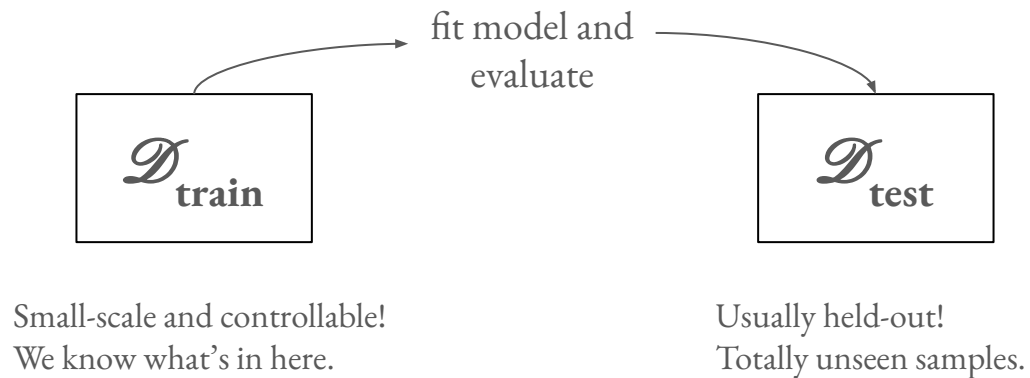 fit model and
evaluate
𝒟train
𝒟test
Small-scale and controllable!
We know what’s in here.
Usually held-out!
Totally unseen samples.